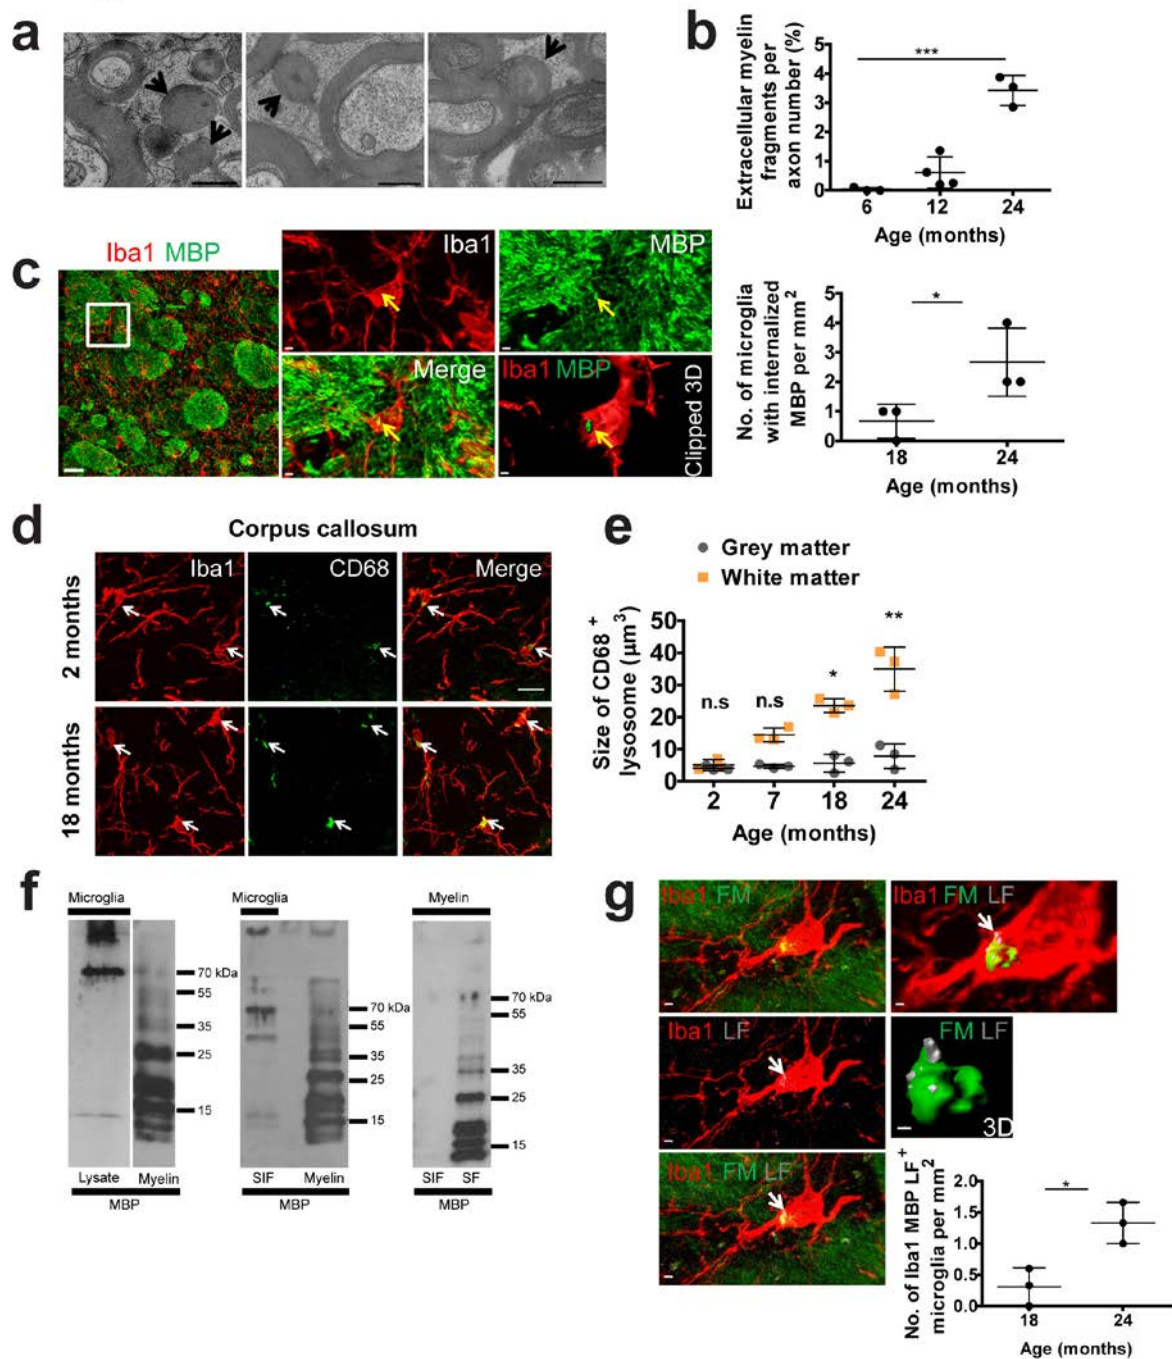 a
b
Extracellular myelin
fragments per
axon number (%)
***
5
4
3
2
1
0
6 12 24
Age (months)
c
Iba1 MBP
Iba1
MBP
Merge
Iba1 MBP
Clipped 3D
No. of microglia
with internalized
MBP per mm2
*
5
4
3
2
1
0
18 24
Age (months)
d
Corpus callosum
Iba1 CD68 Merge
2 months
18 months
e
Grey matter
White matter
Size of CD68+
lysosome (µm3)
50
40
30
20
10
0
n.s n.s * **
2 7 18 24
Age (months)
f
Microglia
70 kDa
55
35
25
15
Lysate Myelin
MBP
Microglia
70 kDa
55
35
25
15
SIF Myelin
MBP
Myelin
70 kDa
55
35
25
15
SIF SF
MBP
g
Iba1 FM
Iba1 FM LF
Iba1 LF
FM LF
3D
Iba1 FM LF
No. of Iba1 MBP LF+
microglia per mm2
*
2.0
1.5
1.0
0.5
0.0
18 24
Age (months)